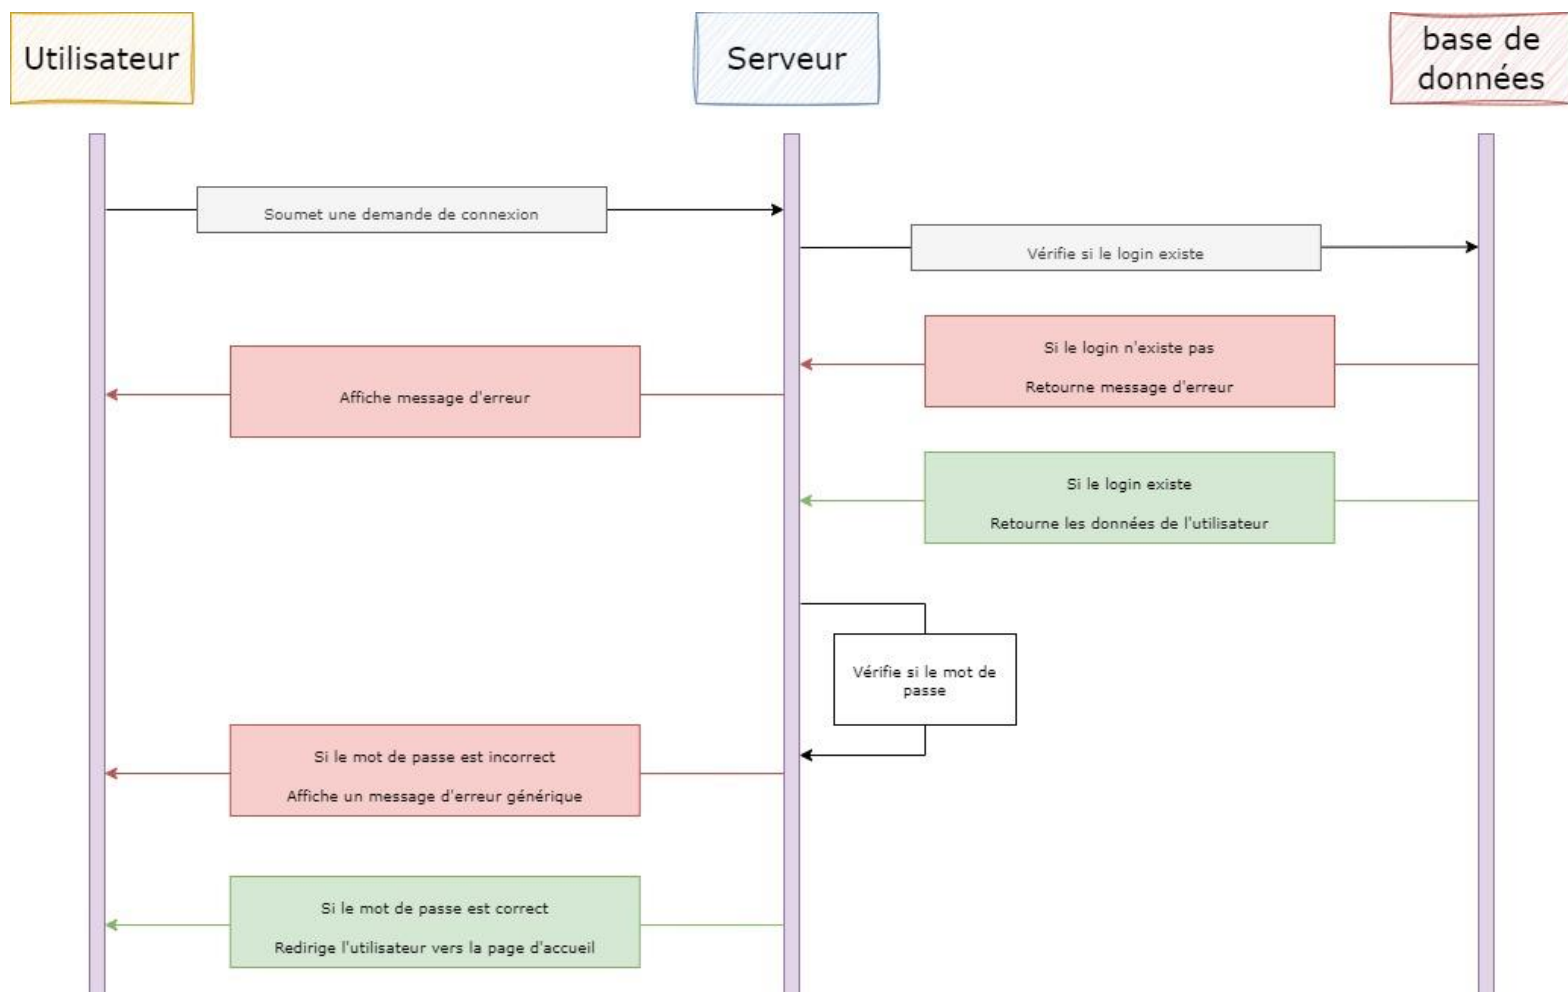 Utilisateur
Serveur
base de
données
Soumet une demande de connexion
Vérifie si le login existe
Si le login n'existe pas
Retourne message d'erreur
Affiche message d'erreur
Si le login existe
Retourne les données de l'utilisateur
Vérifie si le mot de
passe
Si le mot de passe est incorrect
Affiche un message d'erreur générique
Si le mot de passe est correct
Redirige l'utilisateur vers la page d'accueil